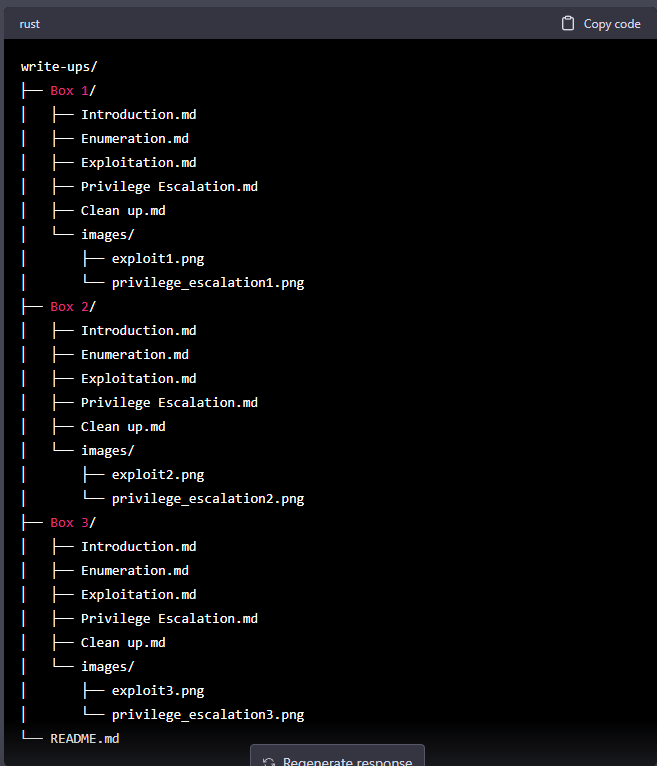 rust
Copy code
write-ups/
├── Box 1/
│   ├── Introduction.md
│   ├── Enumeration.md
│   ├── Exploitation.md
│   ├── Privilege Escalation.md
│   ├── Clean up.md
│   └── images/
│       ├── exploit1.png
│       └── privilege_escalation1.png
├── Box 2/
│   ├── Introduction.md
│   ├── Enumeration.md
│   ├── Exploitation.md
│   ├── Privilege Escalation.md
│   ├── Clean up.md
│   └── images/
│       ├── exploit2.png
│       └── privilege_escalation2.png
├── Box 3/
│   ├── Introduction.md
│   ├── Enumeration.md
│   ├── Exploitation.md
│   ├── Privilege Escalation.md
│   ├── Clean up.md
│   └── images/
│       ├── exploit3.png
│       └── privilege_escalation3.png
└── README.md
Regenerate response